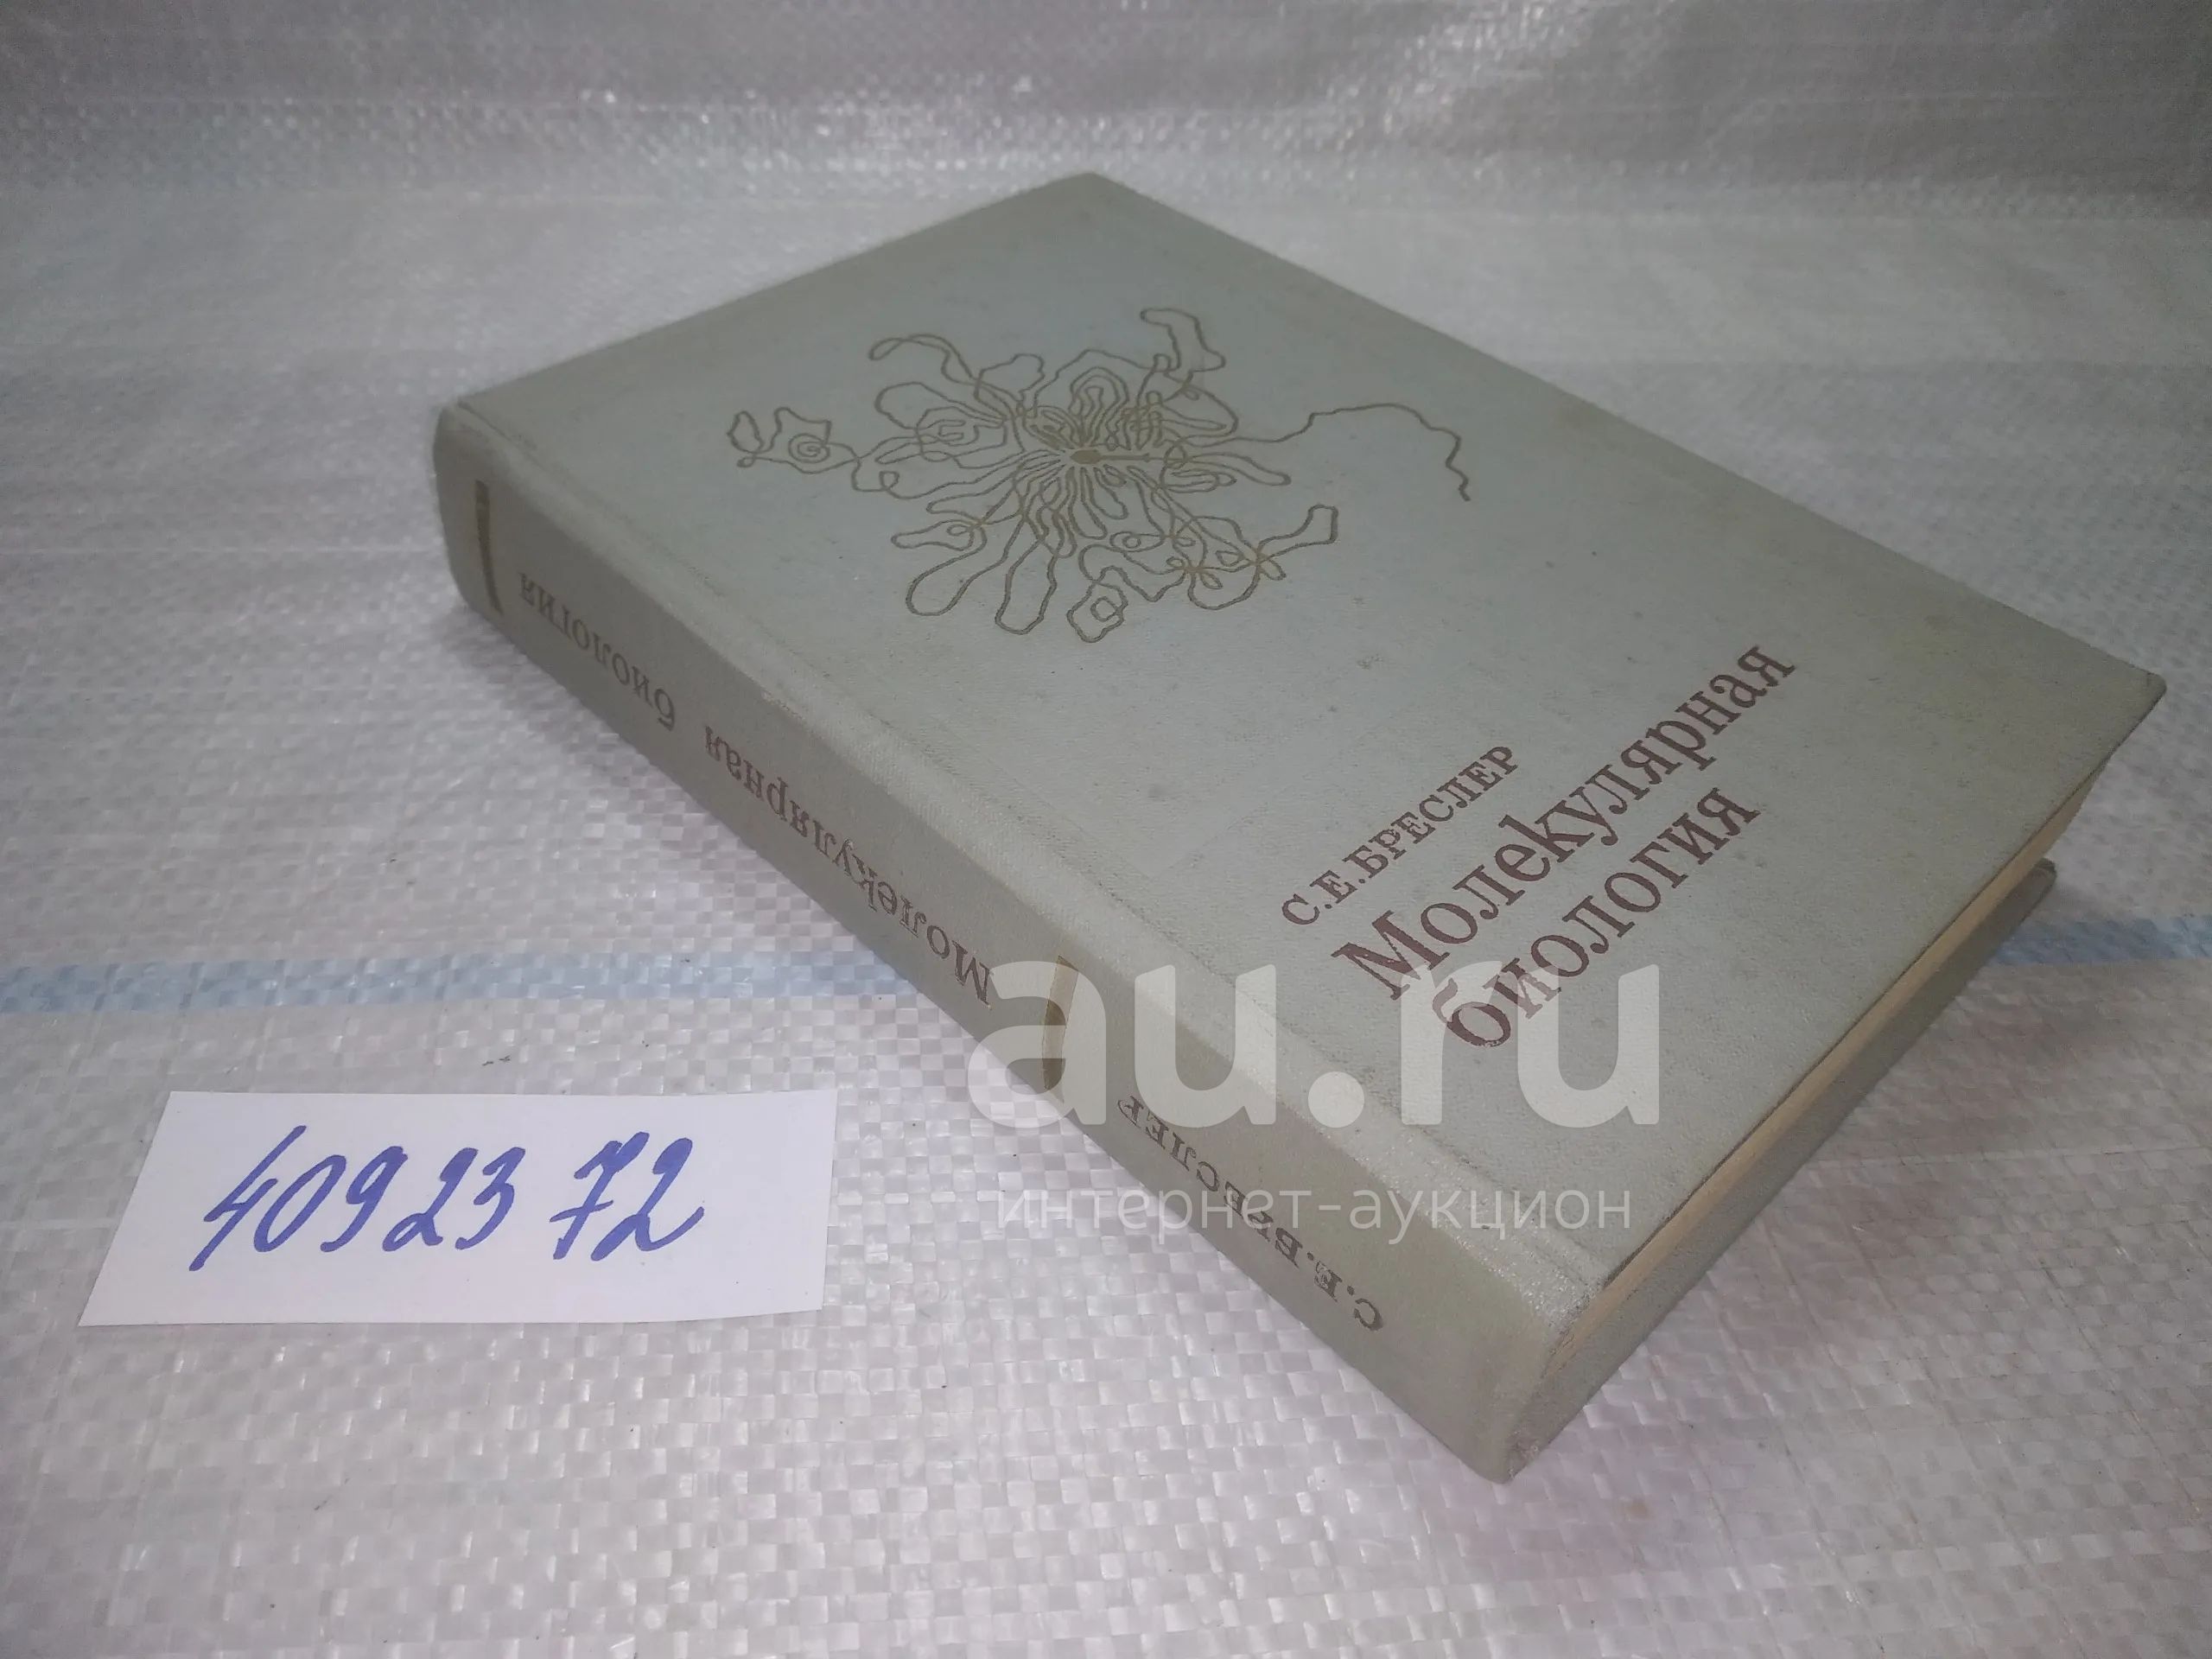 С.Е.БРЕСЛЕР
Молекулярная
биология
Молекулярная биология
С.Е.БРЕСЛЕР
au.ru
интернет-аукцион
4092372